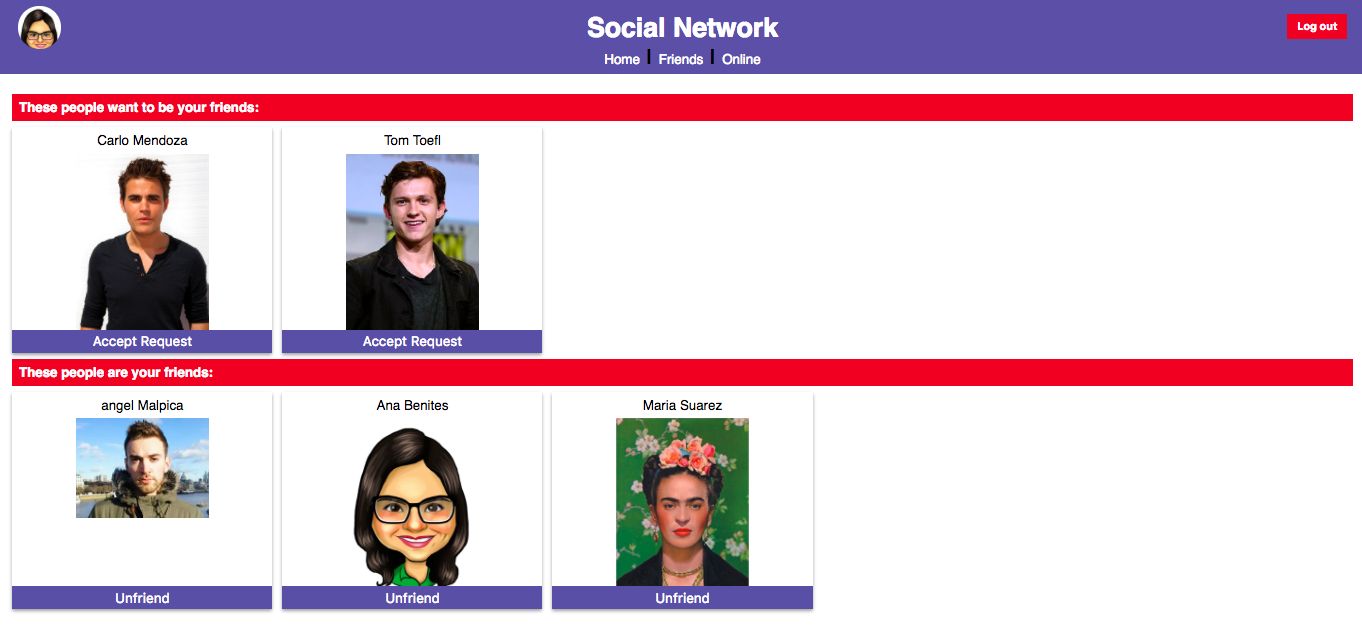 Social Network
Log out
Home | Friends | Online
These people want to be your friends:
Carlo Mendoza
Tom Toefl
Accept Request
Accept Request
These people are your friends:
angel Malpica
Ana Benites
Maria Suarez
Unfriend
Unfriend
Unfriend